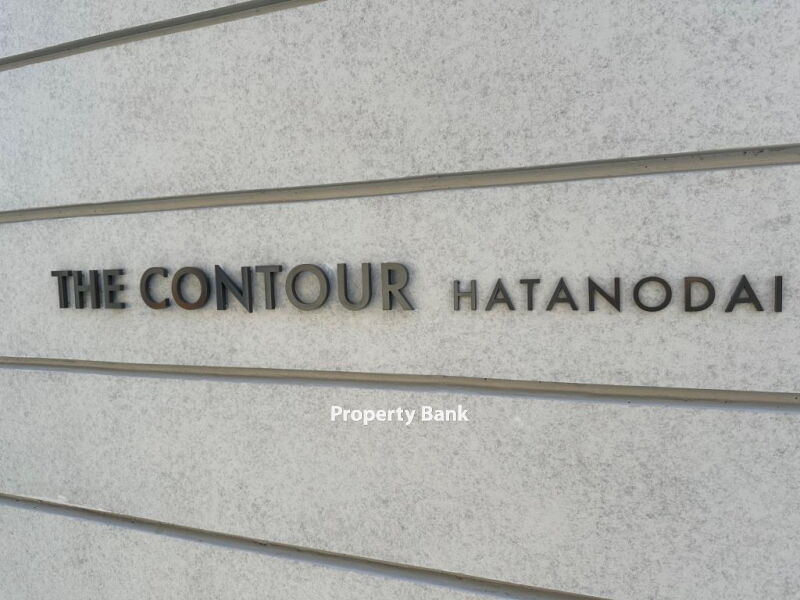 THE CONTOUR HATANODAI
Property Bank